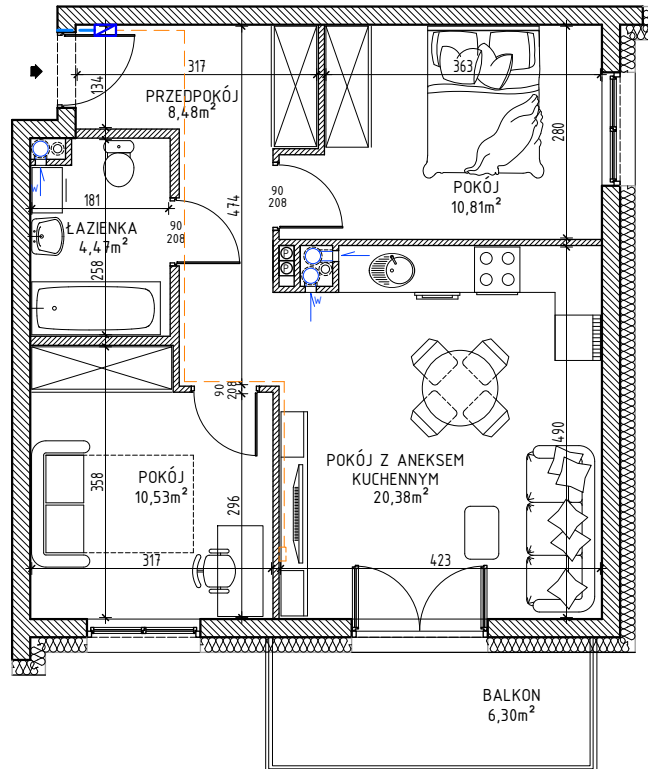 317
363
134
PRZEDPOKÓJ
8,48m²
280
POKÓJ
10,81m²
90
208
474
181
ŁAZIENKA
4,47m²
90
208
258
W
W
90
208
490
358
POKÓJ
10,53m²
296
POKÓJ Z ANEKSEM
KUCHENNYM
20,38m²
317
423
BALKON
6,30m²